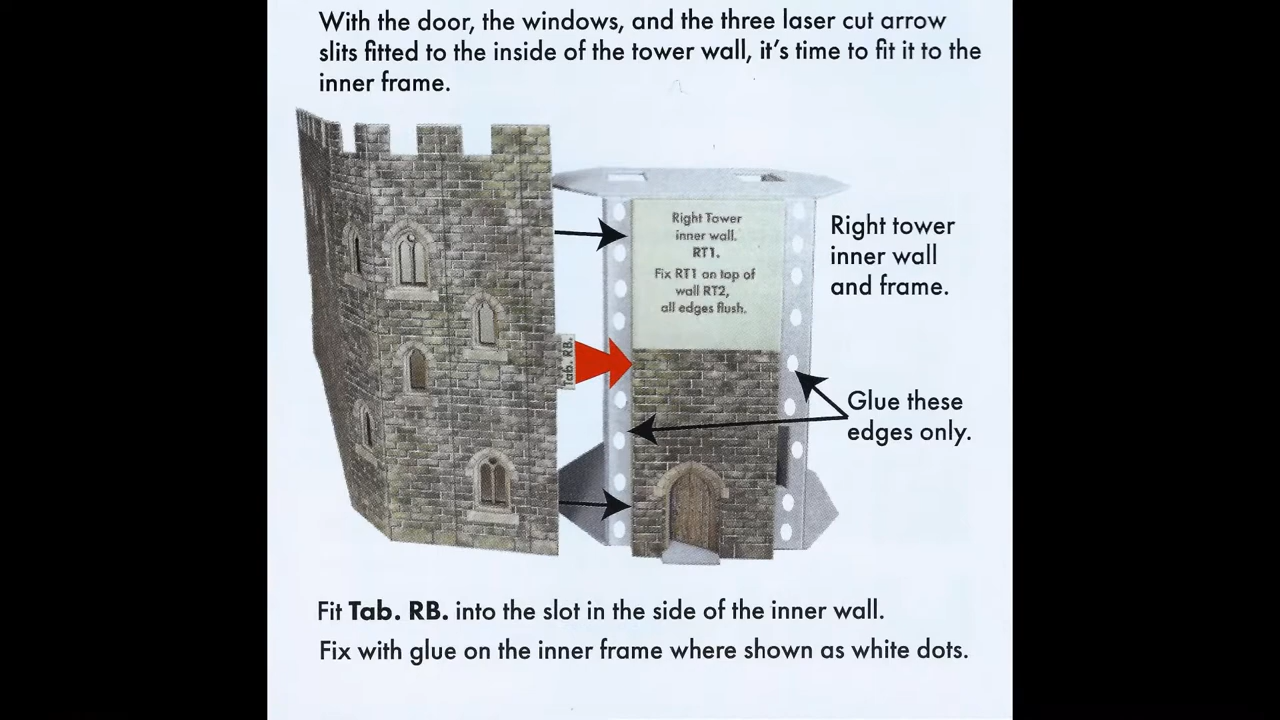 With the door, the windows, and the three laser cut arrow
slits fitted to the inside of the tower wall, it's time to fit it to the
inner frame.
Right Tower
inner wall.
RT1.
Fix RT1 on top of
wall RT2,
all edges flush.
Right tower
inner wall
and frame.
Tab. RB.
Glue these
edges only.
Fit Tab. RB. into the slot in the side of the inner wall.
Fix with glue on the inner frame where shown as white dots.